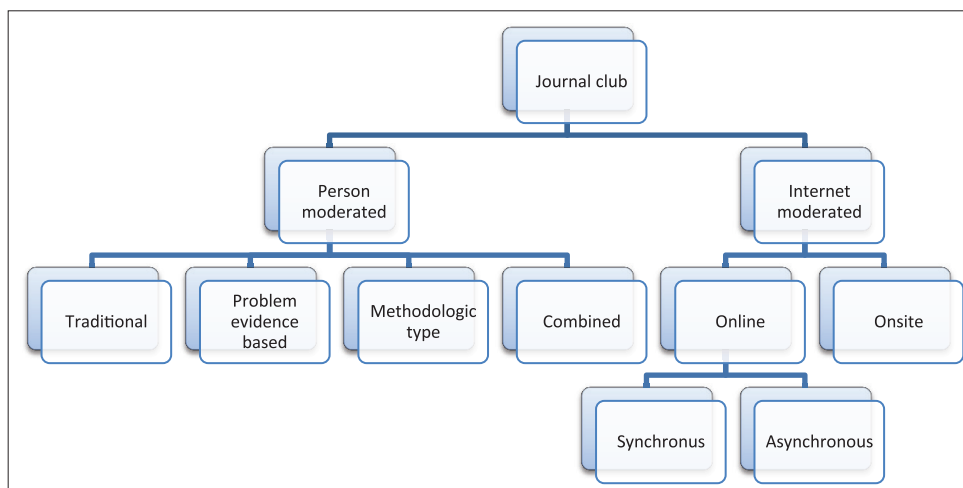 Journal club
Person
moderated
Internet
moderated
Traditional
Problem
evidence
based
Methodologic
type
Combined
Online
Onsite
Synchronus
Asynchronous